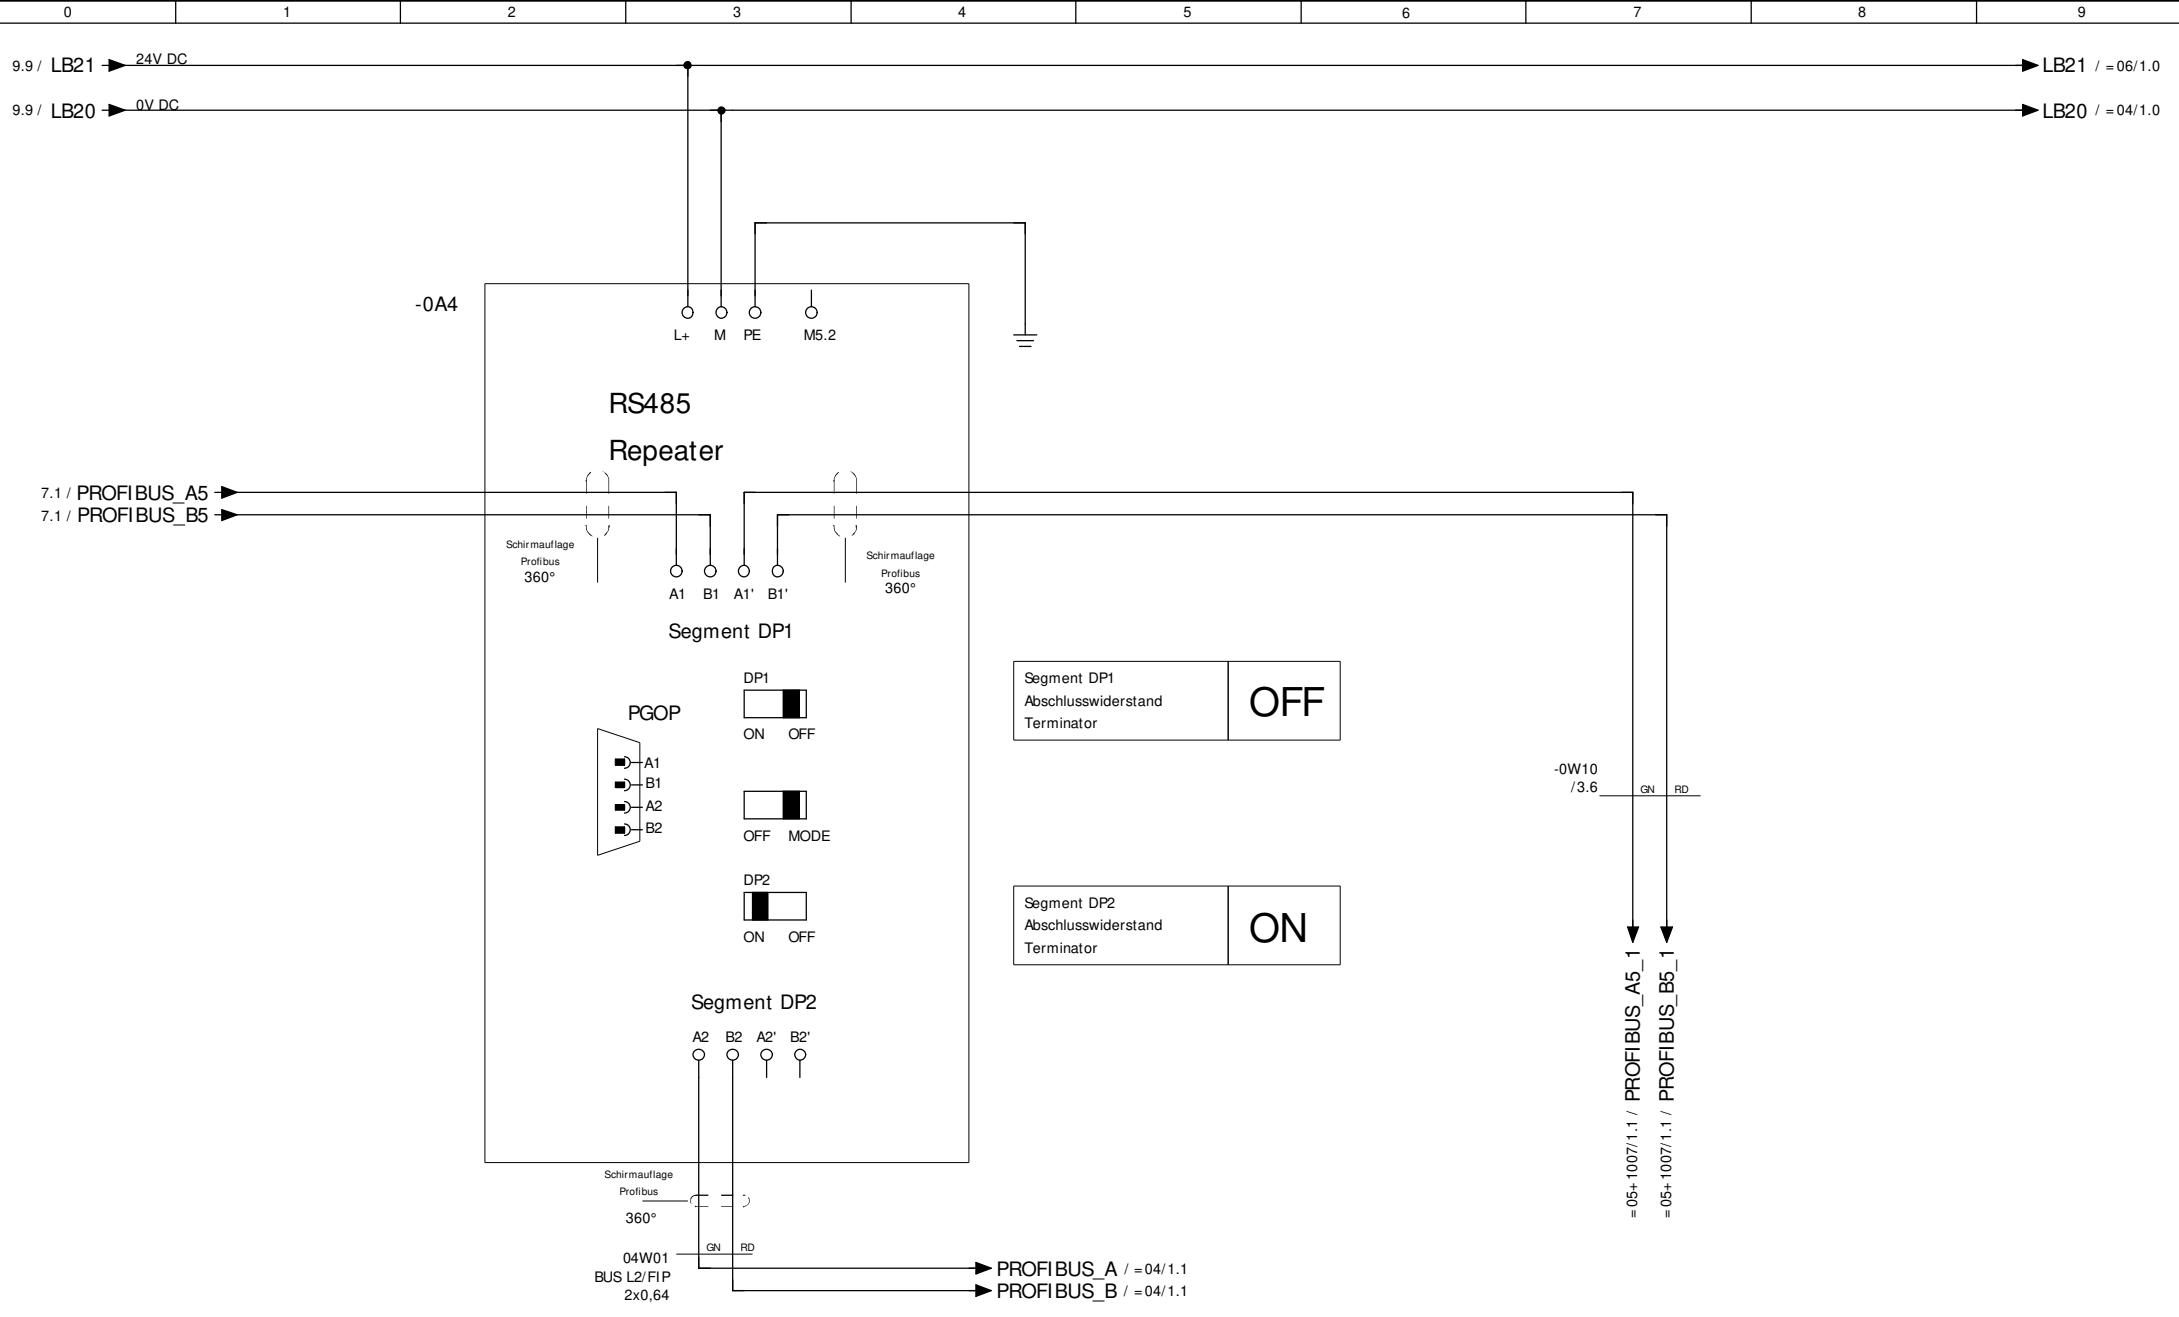 0 1 2 3 4 5 6 7 8 9
9.9 / LB21 24V DC LB21 / =06/1.0
9.9 / LB20 0V DC LB20 / =04/1.0
-0A4
L+ M PE M5.2
RS485
Repeater
7.1 / PROFIBUS_A5
7.1 / PROFIBUS_B5
Schirmauflage
Profibus
360°
Schirmauflage
Profibus
360°
A1 B1 A1' B1'
Segment DP1
DP1
ON OFF
PGOP
A1
B1
A2
B2
OFF MODE
DP2
ON OFF
Segment DP1
Abschlusswiderstand
Terminator
OFF
Segment DP2
Abschlusswiderstand
Terminator
ON
-0W10
/3.6
GN RD
=05+1007/1.1 / PROFIBUS_A5_1
=05+1007/1.1 / PROFIBUS_B5_1
Segment DP2
A2 B2 A2' B2'
Schirmauflage
Profibus
360°
GN RD
04W01
BUS L2/FIP
2x0,64
PROFIBUS_A / =04/1.1
PROFIBUS_B / =04/1.1